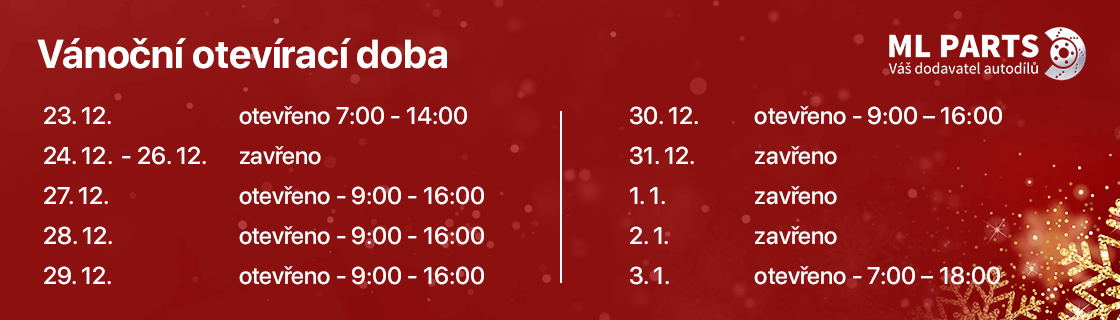 Vánoční otevírací doba
ML PARTS
Váš dodavatel autodílů
23. 12. otevřeno 7:00 - 14:00
24. 12. - 26. 12. zavřeno
27. 12. otevřeno - 9:00 - 16:00
28. 12. otevřeno - 9:00 - 16:00
29. 12. otevřeno - 9:00 - 16:00
30. 12. otevřeno - 9:00 – 16:00
31. 12. zavřeno
1. 1. zavřeno
2. 1. zavřeno
3. 1. otevřeno - 7:00 – 18:00